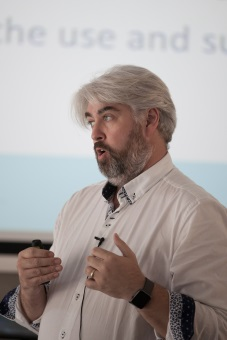 the use and su